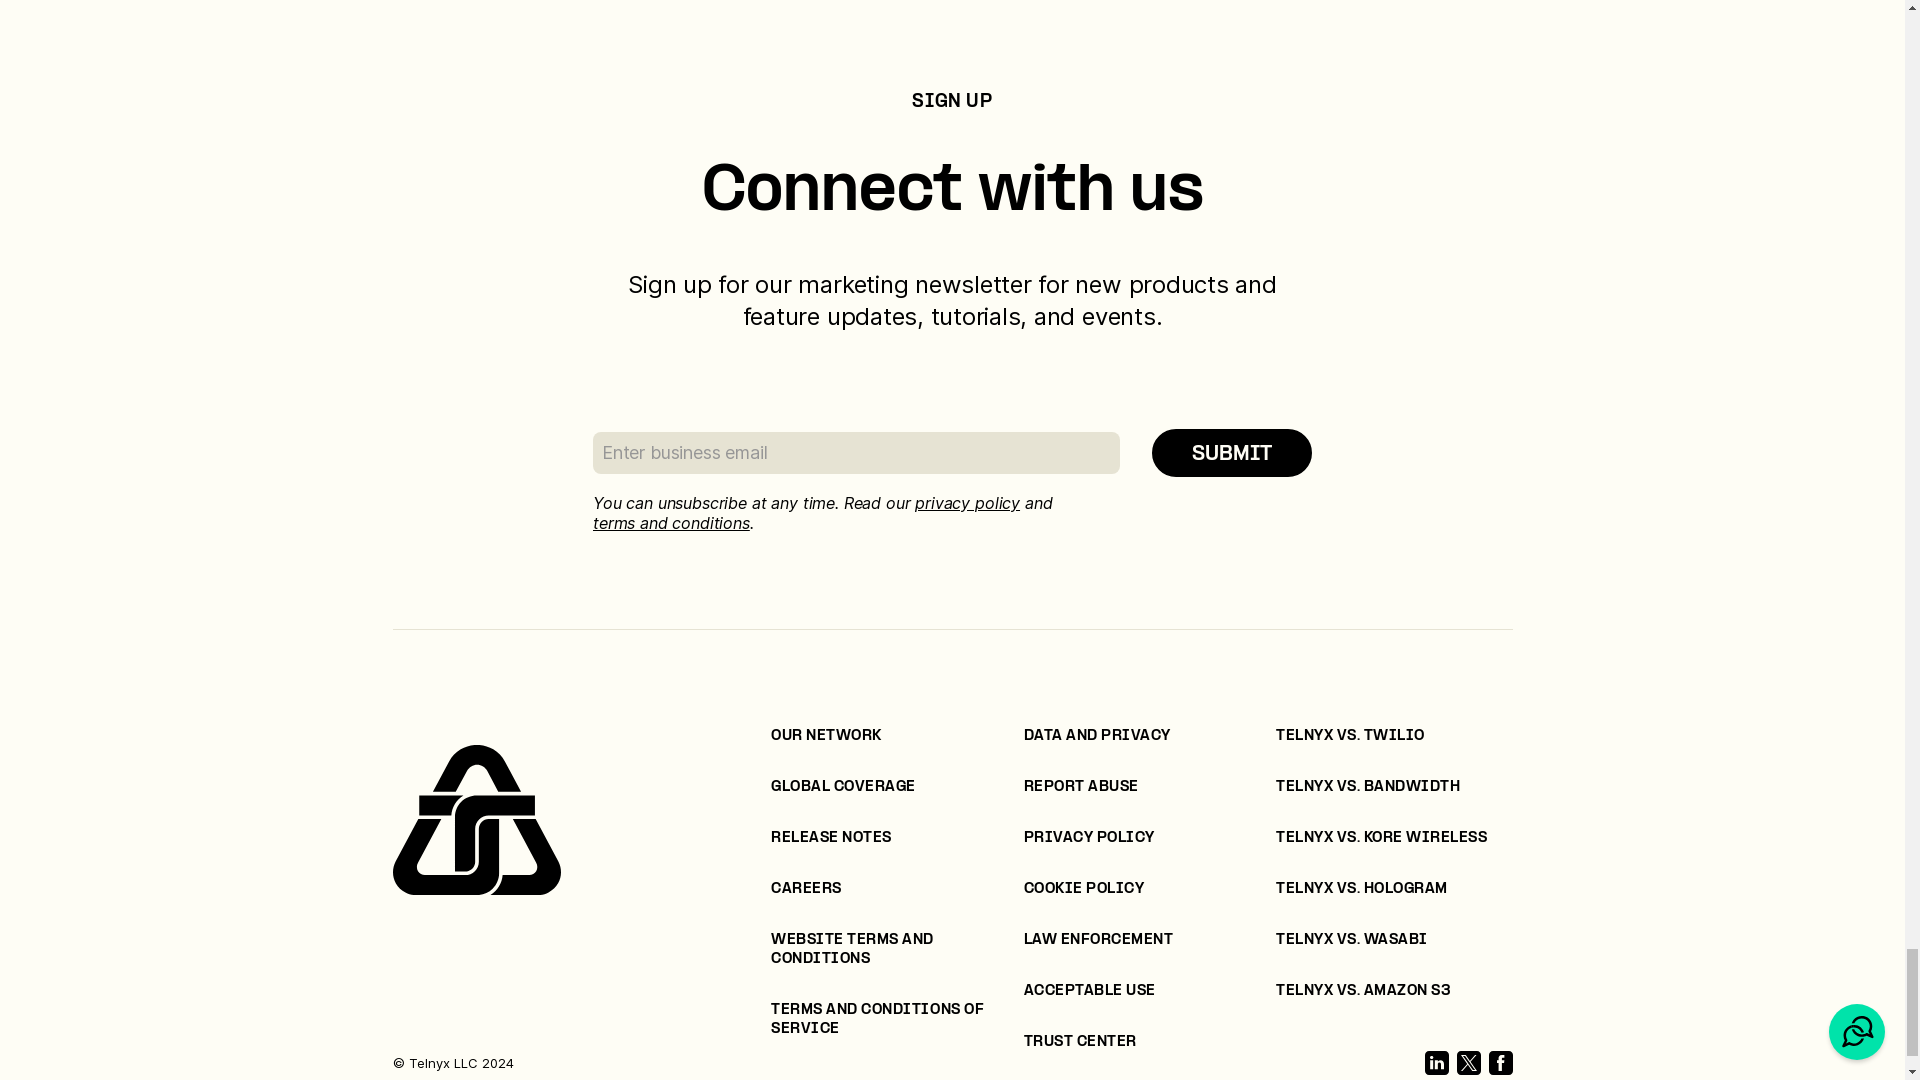 SIGN UP
Connect with us
Sign up for our marketing newsletter for new products and
feature updates, tutorials, and events.
Enter business email
SUBMIT
You can unsubscribe at any time. Read our privacy policy and
terms and conditions.
OUR NETWORK
GLOBAL COVERAGE
RELEASE NOTES
CAREERS
WEBSITE TERMS AND
CONDITIONS
TERMS AND CONDITIONS OF
SERVICE
DATA AND PRIVACY
REPORT ABUSE
PRIVACY POLICY
COOKIE POLICY
LAW ENFORCEMENT
ACCEPTABLE USE
TRUST CENTER
TELNYX VS. TWILIO
TELNYX VS. BANDWIDTH
TELNYX VS. KORE WIRELESS
TELNYX VS. HOLOGRAM
TELNYX VS. WASABI
TELNYX VS. AMAZON S3
© Telnyx LLC 2024